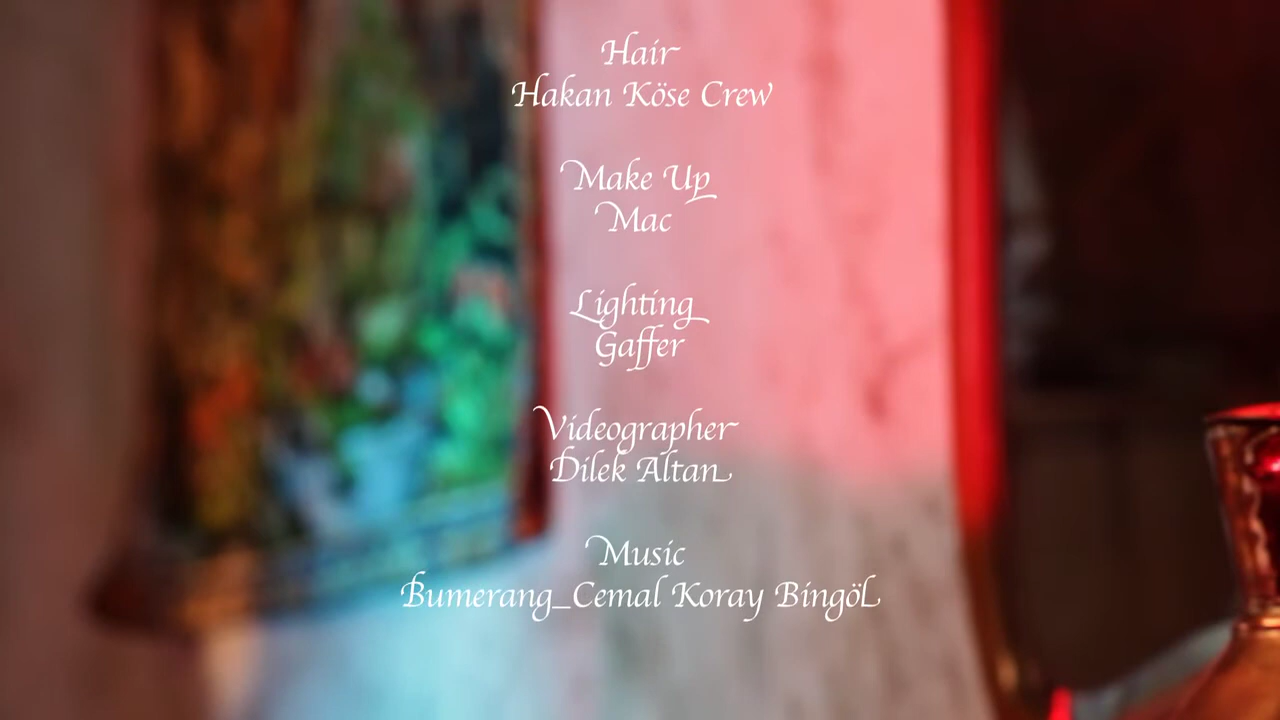 Hair
Hakan Köse Crew
Make Up
Mac
Lighting
Gaffer
Videographer
Dilek Altan
Music
Bumerang_Cemal Koray Bingöl